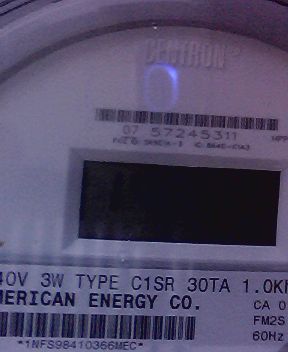 CENTRON
07 57245311
40V 3W TYPE C1SR 30TA 1.0K
MERICAN ENERGY CO.
CA 0
FM2S
60Hz
*1NFS98410366MEC*